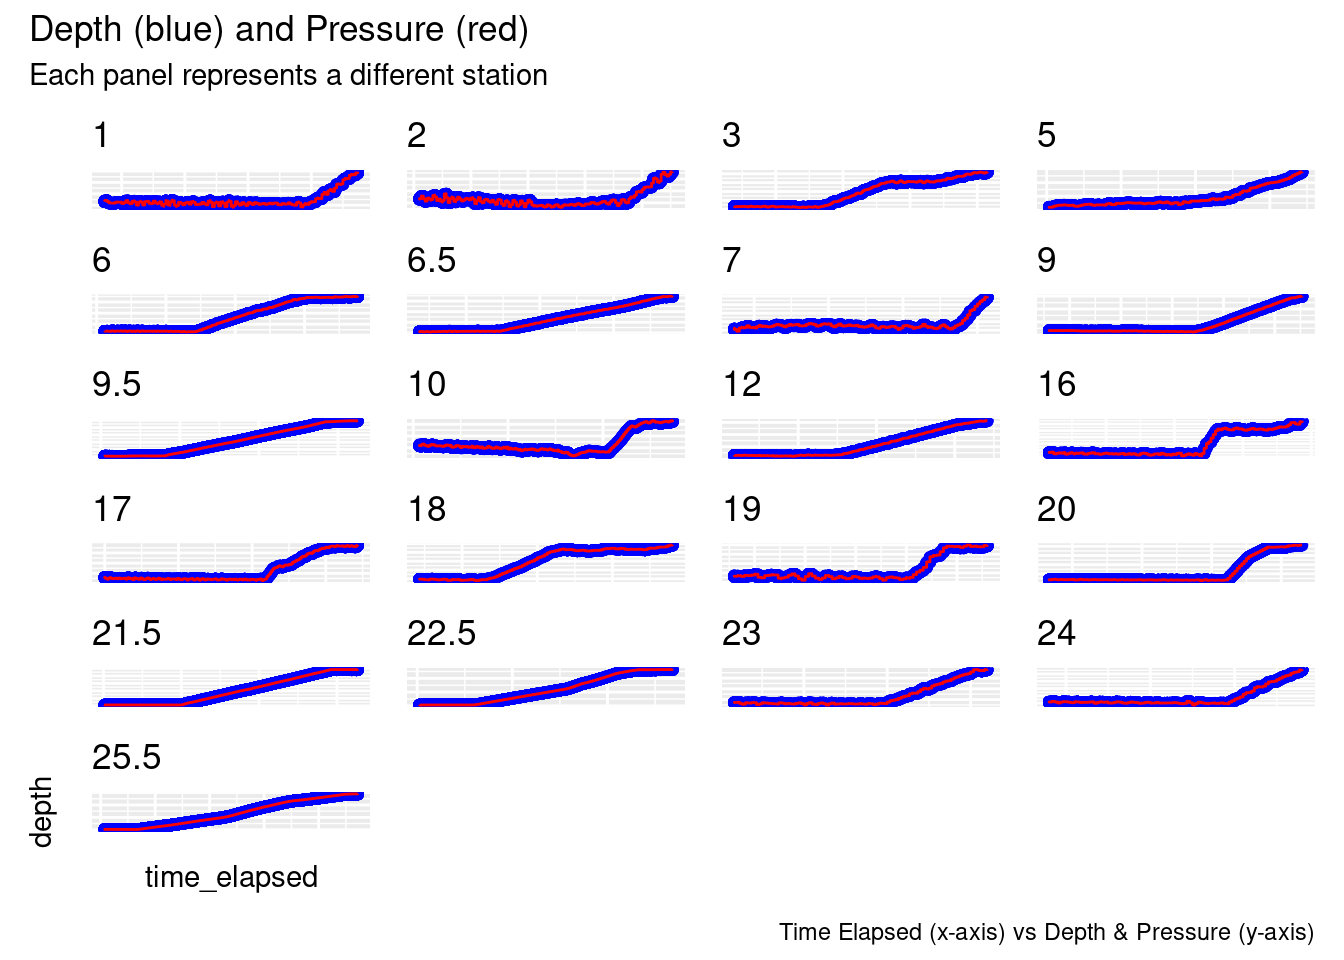 Depth (blue) and Pressure (red)
Each panel represents a different station
1 2 3 5
6 6.5 7 9
9.5 10 12 16
17 18 19 20
21.5 22.5 23 24
25.5
depth
time_elapsed
Time Elapsed (x-axis) vs Depth & Pressure (y-axis)